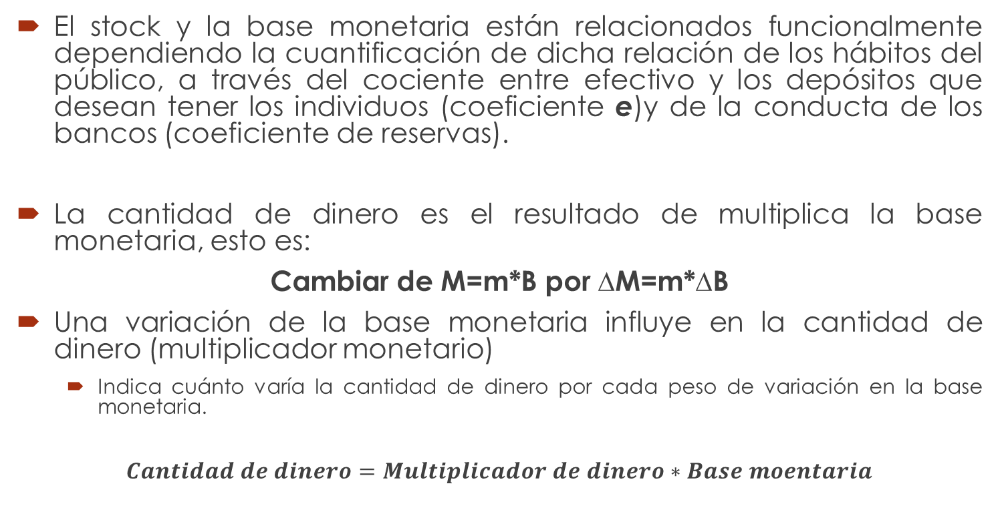 El stock y la base monetaria están relacionados funcionalmente
dependiendo la cuantificación de dicha relación de los hábitos del
público, a través del cociente entre efectivo y los depósitos que
desean tener los individuos (coeficiente e)y de la conducta de los
bancos (coeficiente de reservas).
La cantidad de dinero es el resultado de multiplica la base
monetaria, esto es:
Cambiar de M=m*B por ∆M=m*∆B
Una variación de la base monetaria influye en la cantidad de
dinero (multiplicador monetario)
Indica cuánto varía la cantidad de dinero por cada peso de variación en la base
monetaria.
Cantidad de dinero = Multiplicador de dinero ∗ Base moentaria